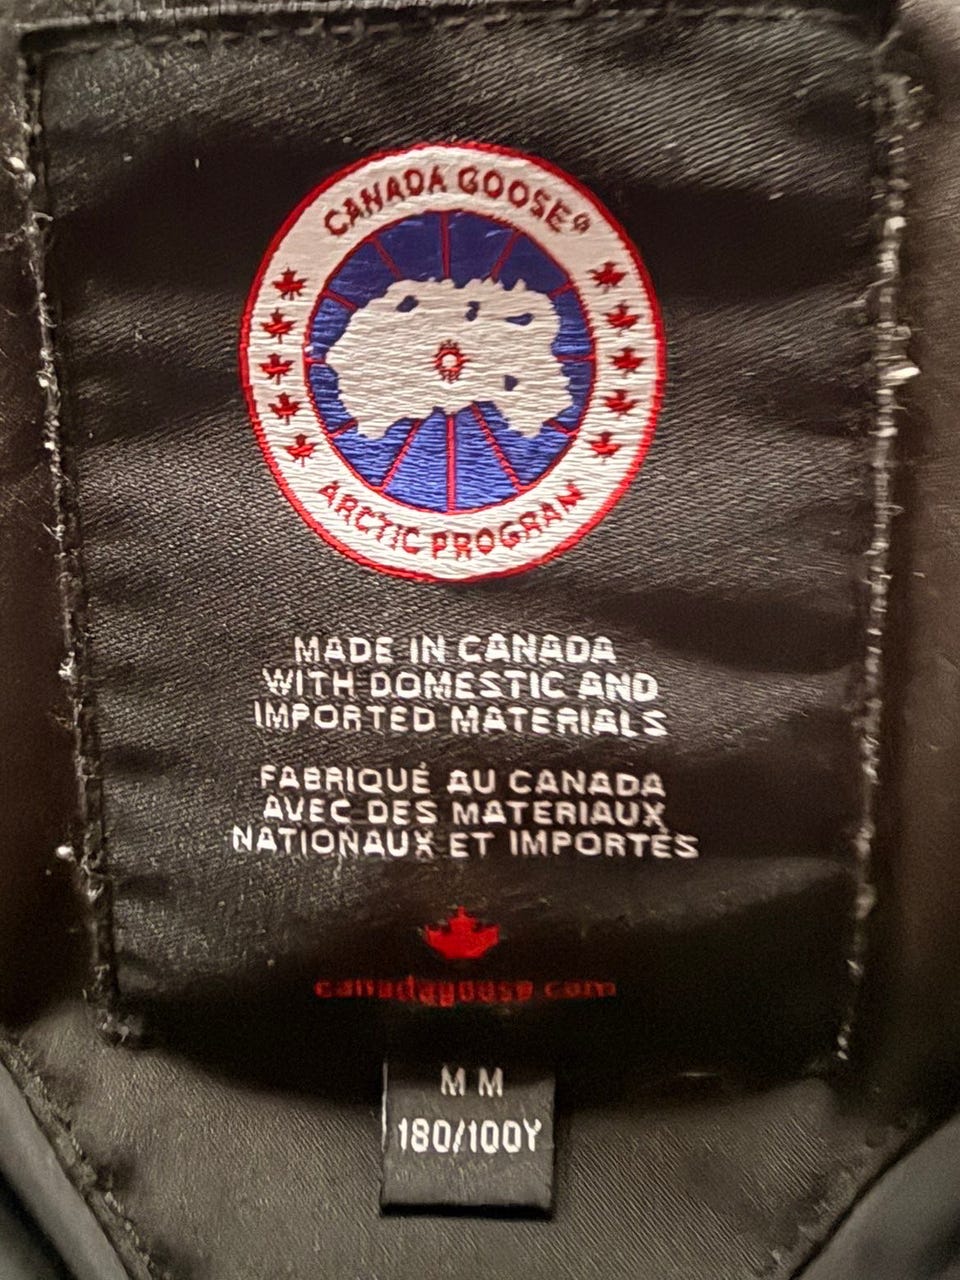 CANADA GOOSE®
ARCTIC PROGRAM
MADE IN CANADA
WITH DOMESTIC AND
IMPORTED MATERIALS
FABRIQUÉ AU CANADA
AVEC DES MATERIAUX
NATIONAUX ET IMPORTÉS
canadagoose.com
M M
180/100Y